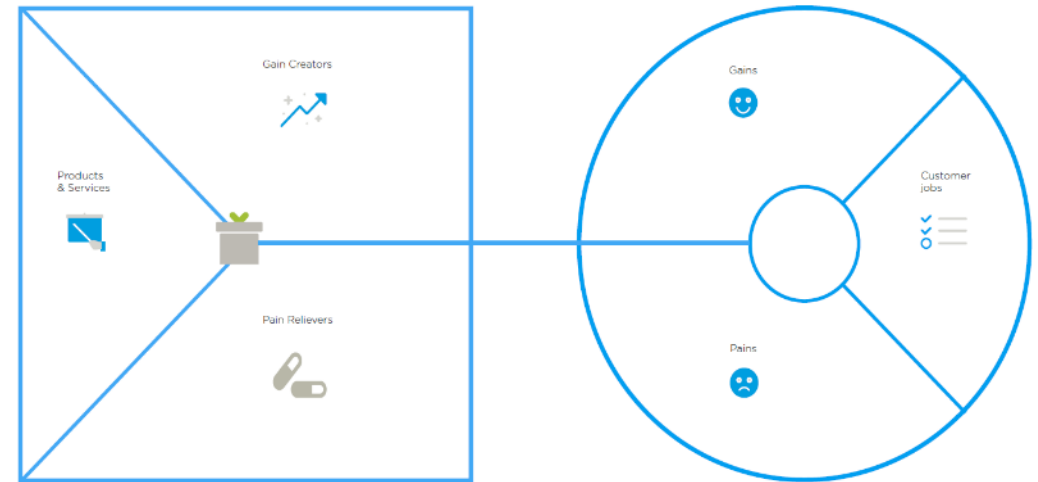 Gain Creators
Products
& Services
Pain Relievers
Gains
Customer
jobs
Pains